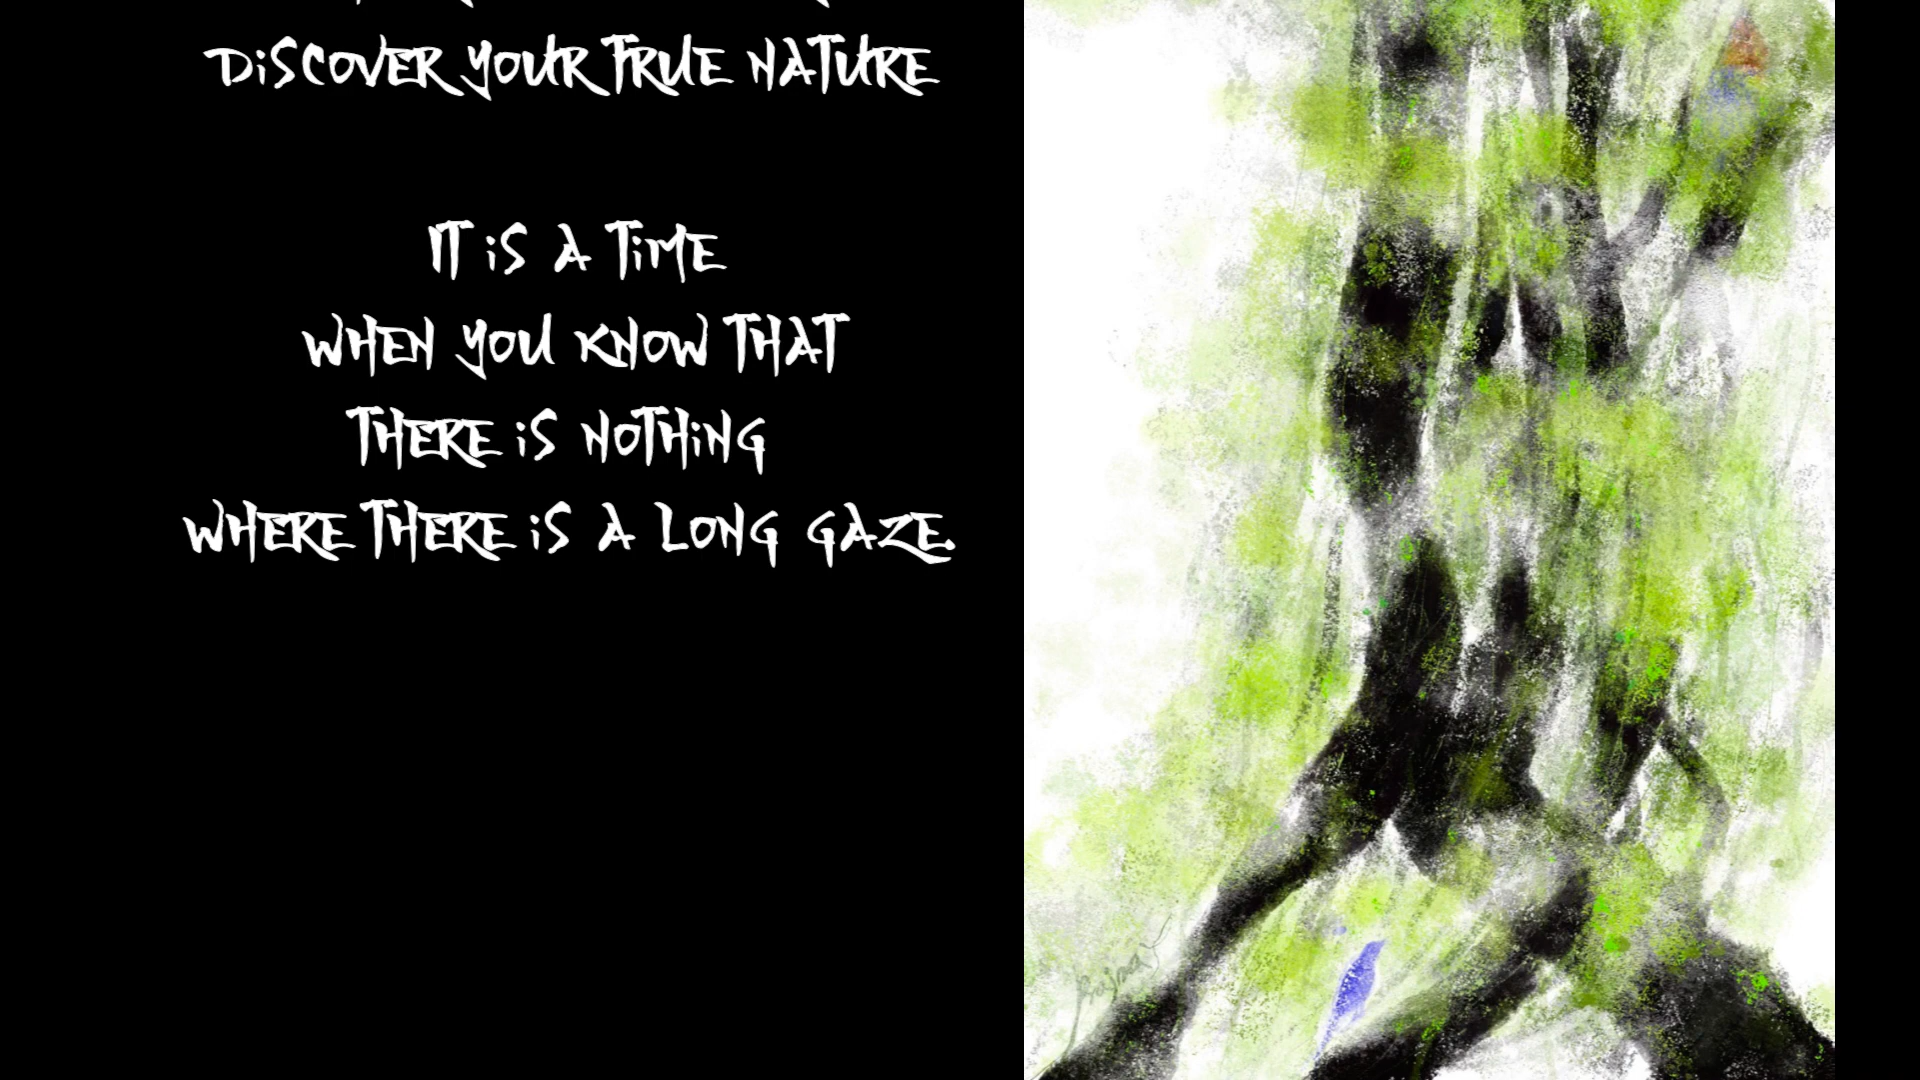 DiSCOVER YOUR TRUE NATURE
IT iS A TiME
WHEN YOU KNOW THAT
THERE iS NOTHiNG
WHERE THERE iS A LONG GAZE.